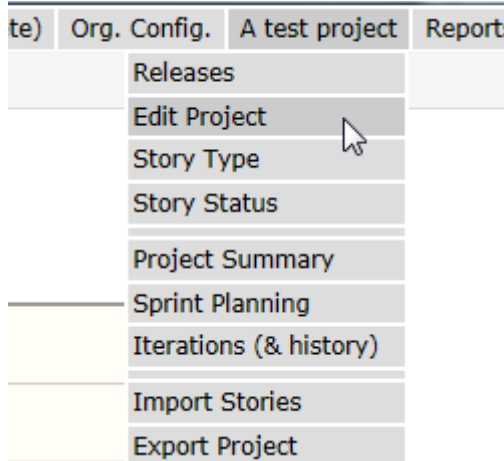 te) Org. Config. A test project Report
Releases
Edit Project
Story Type
Story Status
Project Summary
Sprint Planning
Iterations (& history)
Import Stories
Export Project